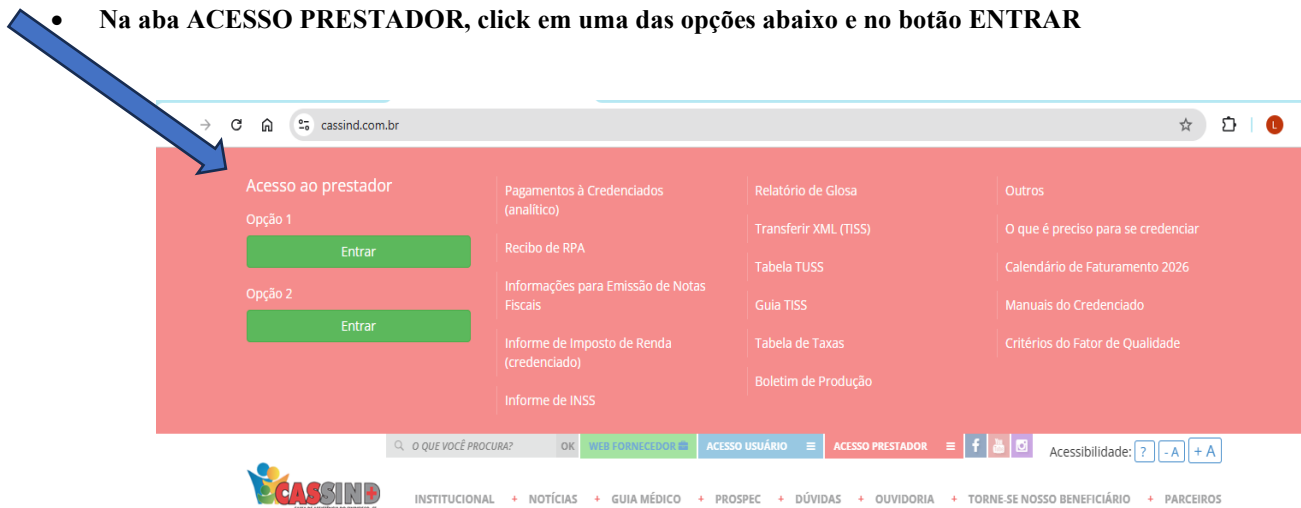 • Na aba ACESSO PRESTADOR, click em uma das opções abaixo e no botão ENTRAR
cassind.com.br
L
Acesso ao prestador
Opção 1
Entrar
Opção 2
Entrar
Pagamentos à Credenciados
(analítico)
Recibo de RPA
Informações para Emissão de Notas
Fiscais
Informe de Imposto de Renda
(credenciado)
Informe de INSS
Relatório de Glosa
Transferir XML (TISS)
Tabela TUSS
Guia TISS
Tabela de Taxas
Boletim de Produção
Outros
O que é preciso para se credenciar
Calendário de Faturamento 2026
Manuais do Credenciado
Critérios do Fator de Qualidade
O QUE VOCÊ PROCURA? OK WEB FORNECEDOR ACESSO USUÁRIO ACESSO PRESTADOR f Acessibilidade: ? - A + A
CASSIND
INSTITUCIONAL + NOTÍCIAS + GUIA MÉDICO + PROSPEC + DÚVIDAS + OUVIDORIA + TORNE-SE NOSSO BENEFICIÁRIO + PARCEIROS